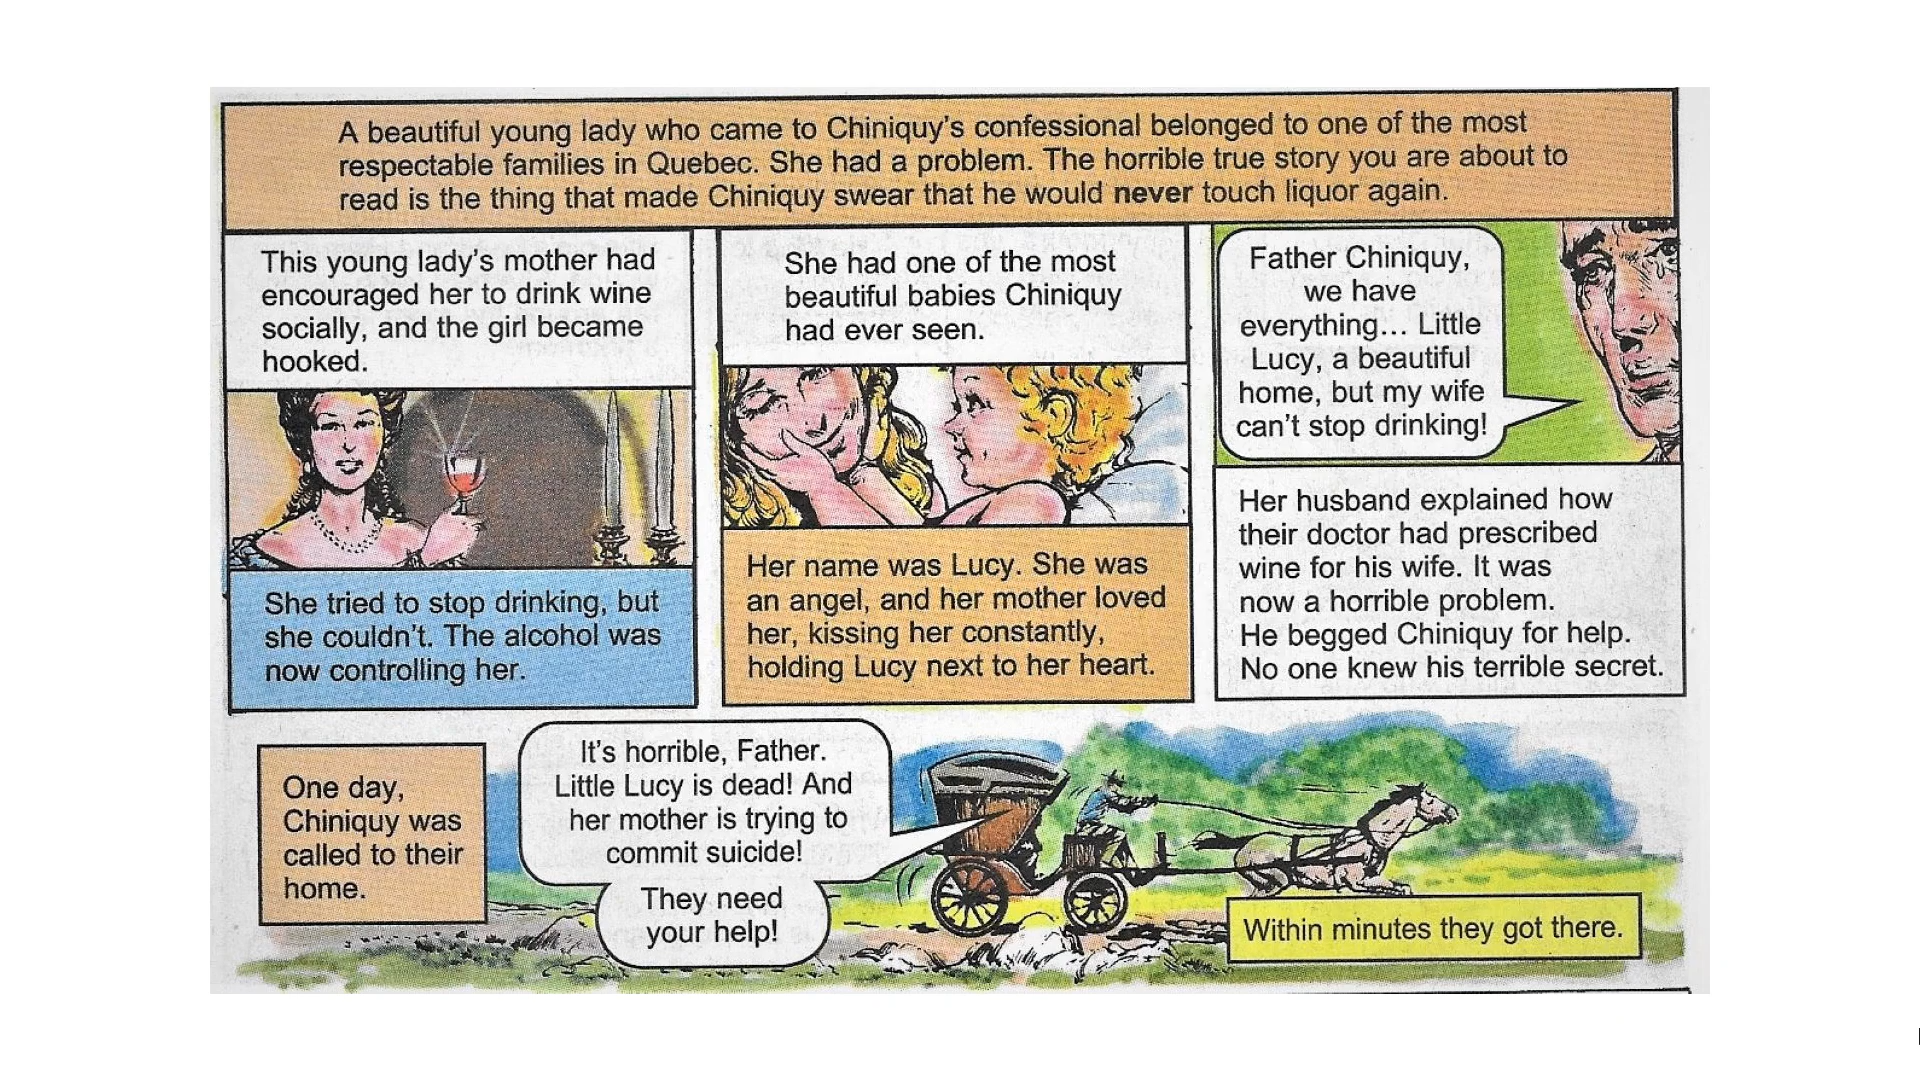 A beautiful young lady who came to Chiniquy's confessional belonged to one of the most
respectable families in Quebec. She had a problem. The horrible true story you are about to
read is the thing that made Chiniquy swear that he would never touch liquor again.
This young lady's mother had
encouraged her to drink wine
socially, and the girl became
hooked.
She tried to stop drinking, but
she couldn't. The alcohol was
now controlling her.
She had one of the most
beautiful babies Chiniquy
had ever seen.
Her name was Lucy. She was
an angel, and her mother loved
her, kissing her constantly,
holding Lucy next to her heart.
Father Chiniquy,
we have
everything... Little
Lucy, a beautiful
home, but my wife
can't stop drinking!
Her husband explained how
their doctor had prescribed
wine for his wife. It was
now a horrible problem.
He begged Chiniquy for help.
No one knew his terrible secret.
One day,
Chiniquy was
called to their
home.
It's horrible, Father.
Little Lucy is dead! And
her mother is trying to
commit suicide!
They need
your help!
Within minutes they got there.